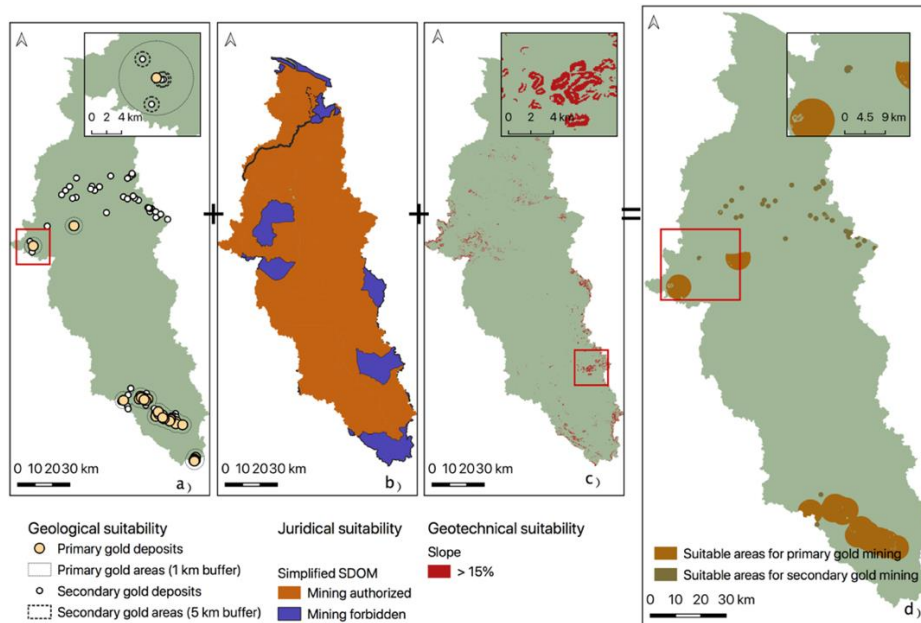 0 2 4 km
0 10 20 30 km
a)
+
0 10 20 30 km
b)
+
0 2 4 km
0 10 20 30 km
c)
=
0 4.5 9 km
Suitable areas for primary gold mining
Suitable areas for secondary gold mining
0 10 20 30 km
d)
Geological suitability
Primary gold deposits
Primary gold areas (1 km buffer)
Secondary gold deposits
Secondary gold areas (5 km buffer)
Juridical suitability
Simplified SDOM
Mining authorized
Mining forbidden
Geotechnical suitability
Slope
> 15%